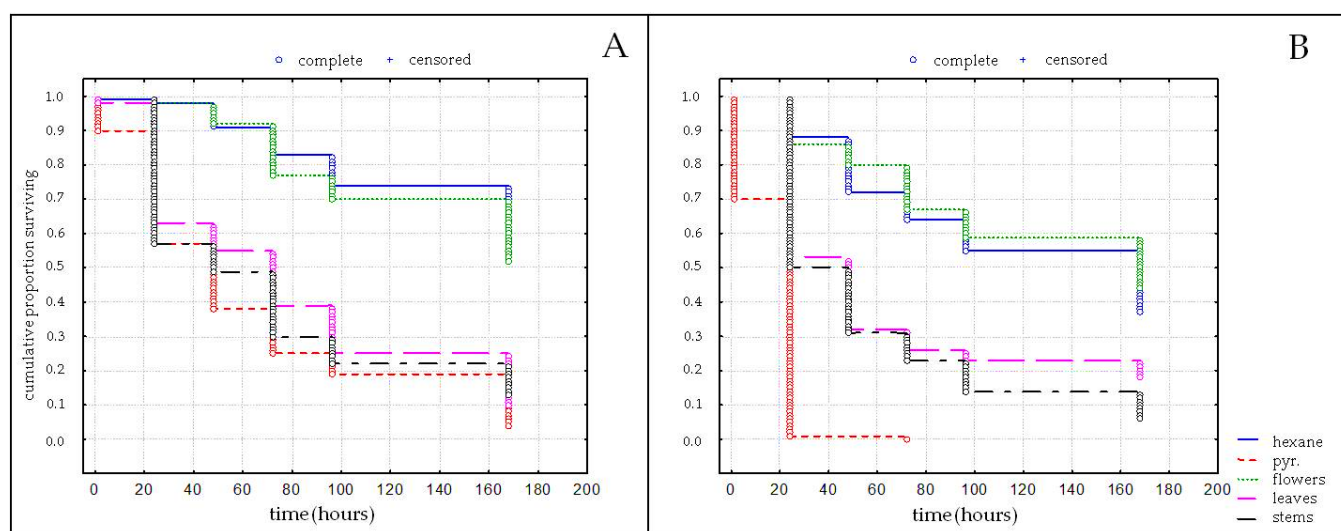 A
complete censored
cumulative proportion surviving
1.0
0.9
0.8
0.7
0.6
0.5
0.4
0.3
0.2
0.1
0.0
0 20 40 60 80 100 120 140 160 180 200
time (hours)
B
complete censored
1.0
0.9
0.8
0.7
0.6
0.5
0.4
0.3
0.2
0.1
0.0
0 20 40 60 80 100 120 140 160 180 200
time (hours)
hexane
pyr.
flowers
leaves
stems